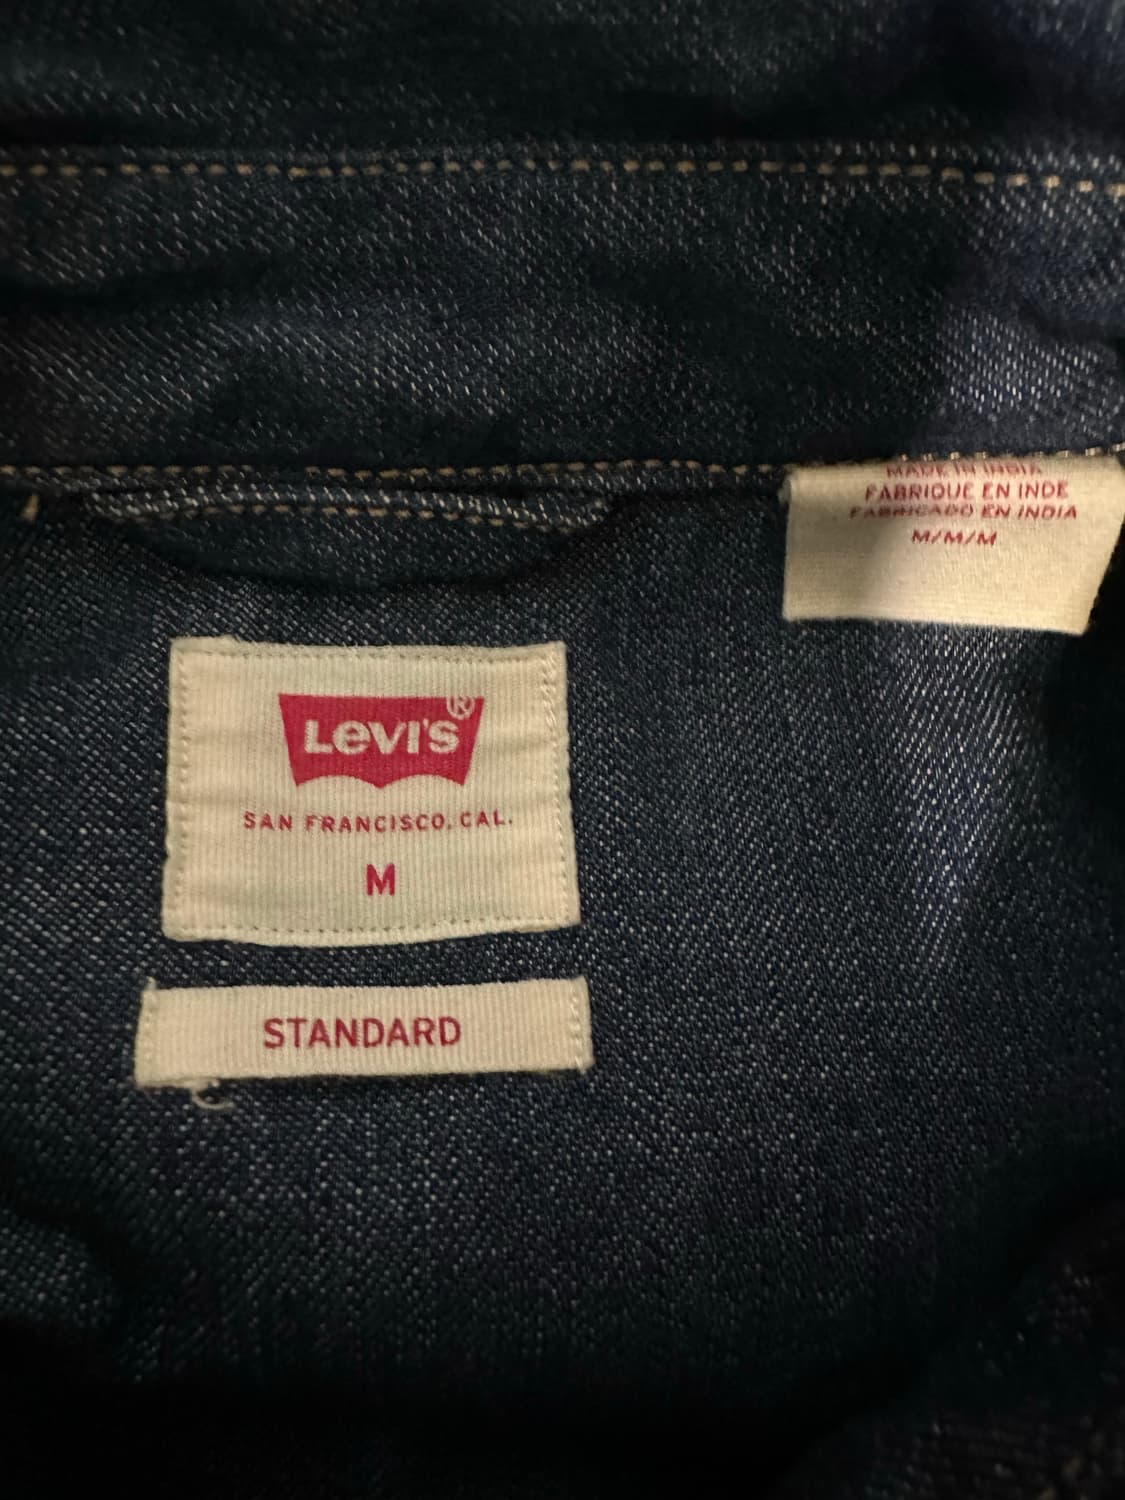 MADE IN INDIA
FABRIQUE EN INDE
FABRICADO EN INDIA
M/M/M
LEVI'S®
SAN FRANCISCO, CAL.
M
STANDARD